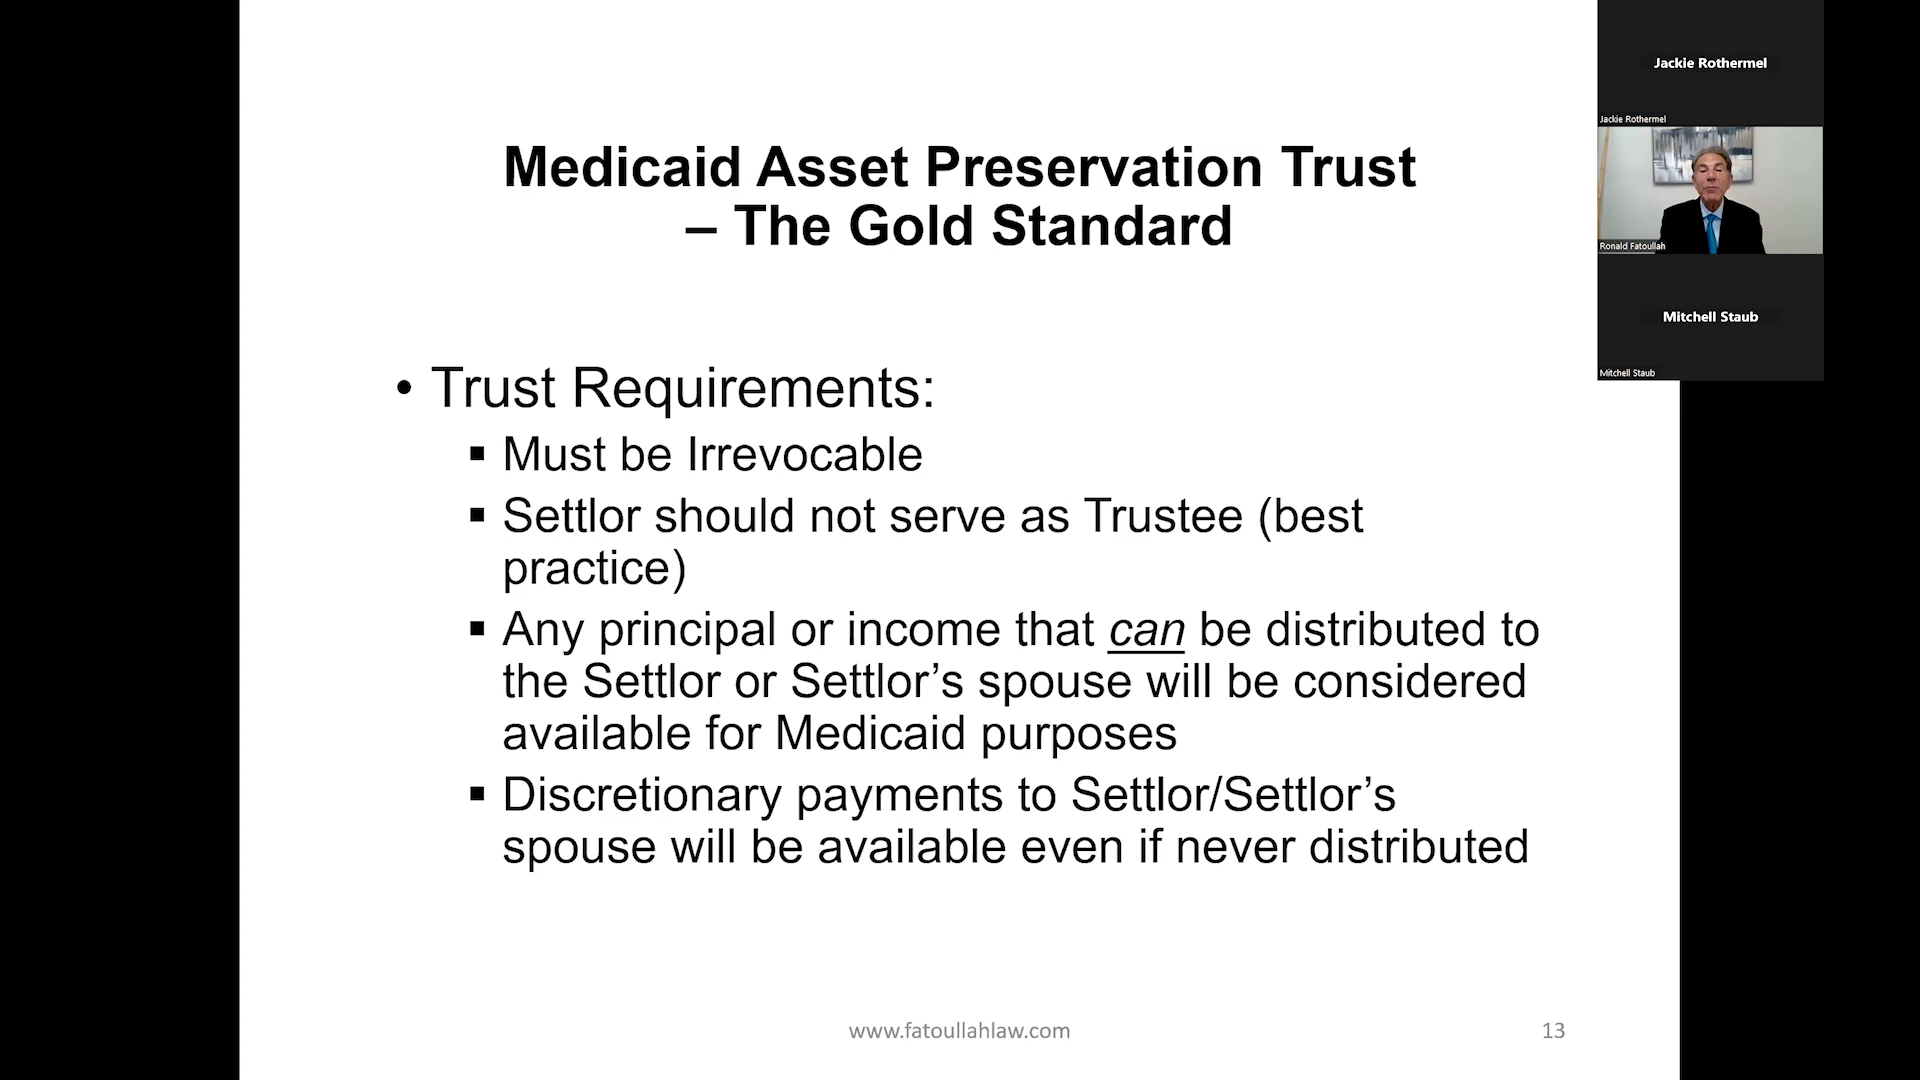 Medicaid Asset Preservation Trust
– The Gold Standard
• Trust Requirements:
▪ Must be Irrevocable
▪ Settlor should not serve as Trustee (best
practice)
▪ Any principal or income that can be distributed to
the Settlor or Settlor’s spouse will be considered
available for Medicaid purposes
▪ Discretionary payments to Settlor/Settlor’s
spouse will be available even if never distributed
www.fatoullahlaw.com
13
Jackie Rothermel
Jackie Rothermel
Ronald Fatoullah
Mitchell Staub
Mitchell Staub